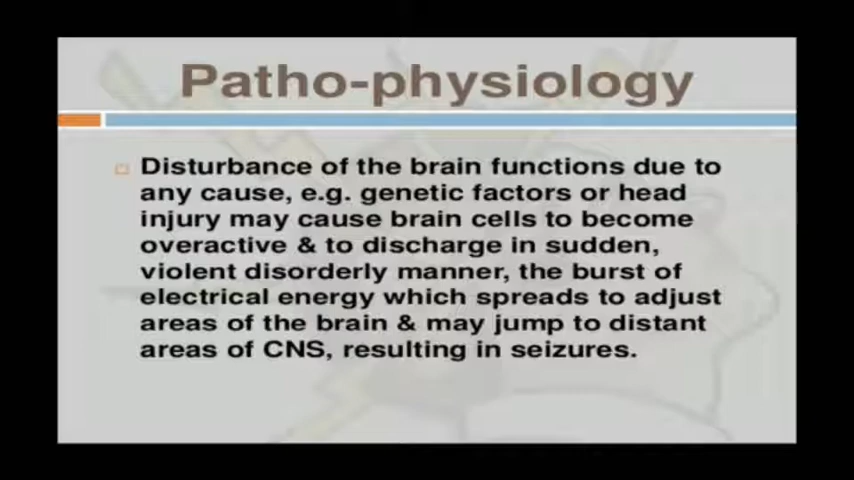 Patho-physiology
Disturbance of the brain functions due to
any cause, e.g. genetic factors or head
injury may cause brain cells to become
overactive & to discharge in sudden,
violent disorderly manner, the burst of
electrical energy which spreads to adjust
areas of the brain & may jump to distant
areas of CNS, resulting in seizures.